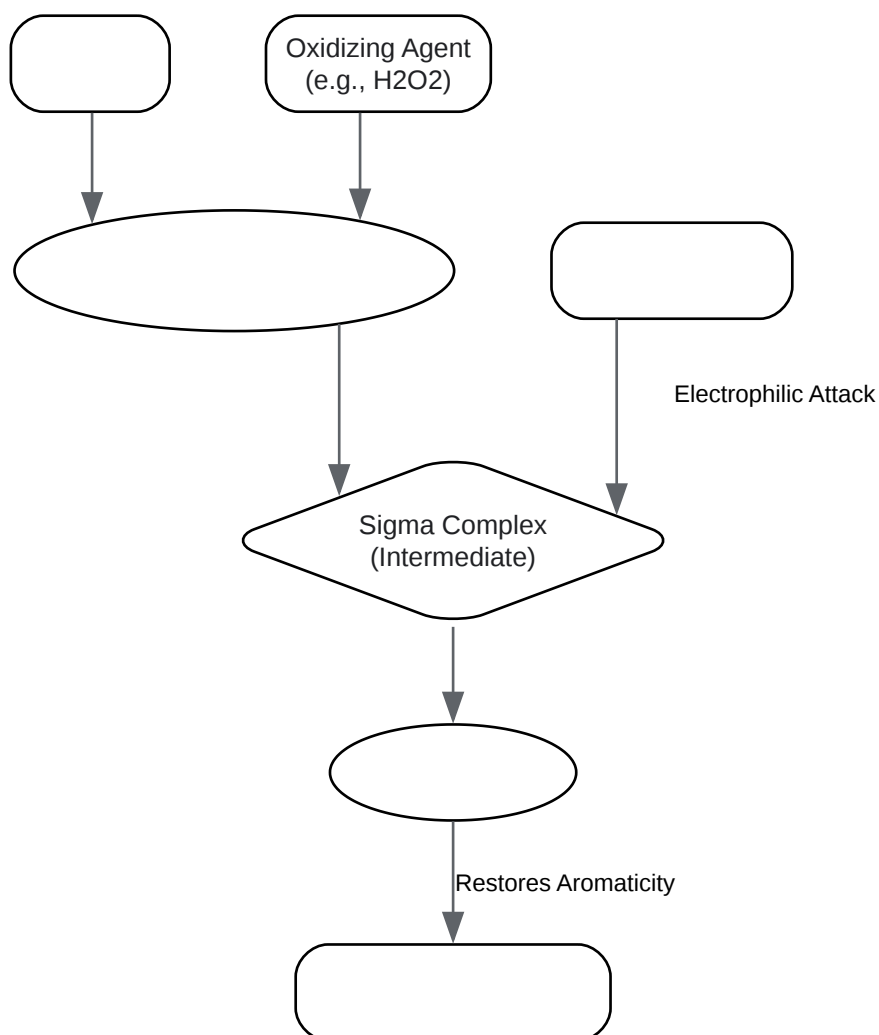 Oxidizing Agent
(e.g., H2O2)
Electrophilic Attack
Sigma Complex
(Intermediate)
Restores Aromaticity